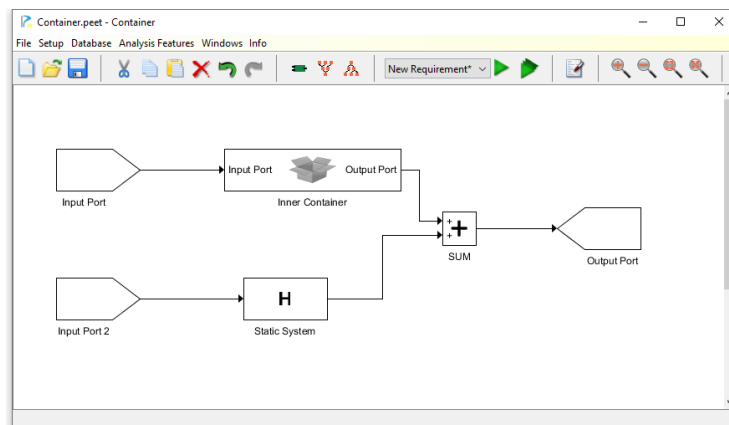 Container.peet - Container
File Setup Database Analysis Features Windows Info
New Requirement*
Input Port Output Port
Input Port
Inner Container
+
+
+
SUM
Output Port
H
Input Port 2
Static System